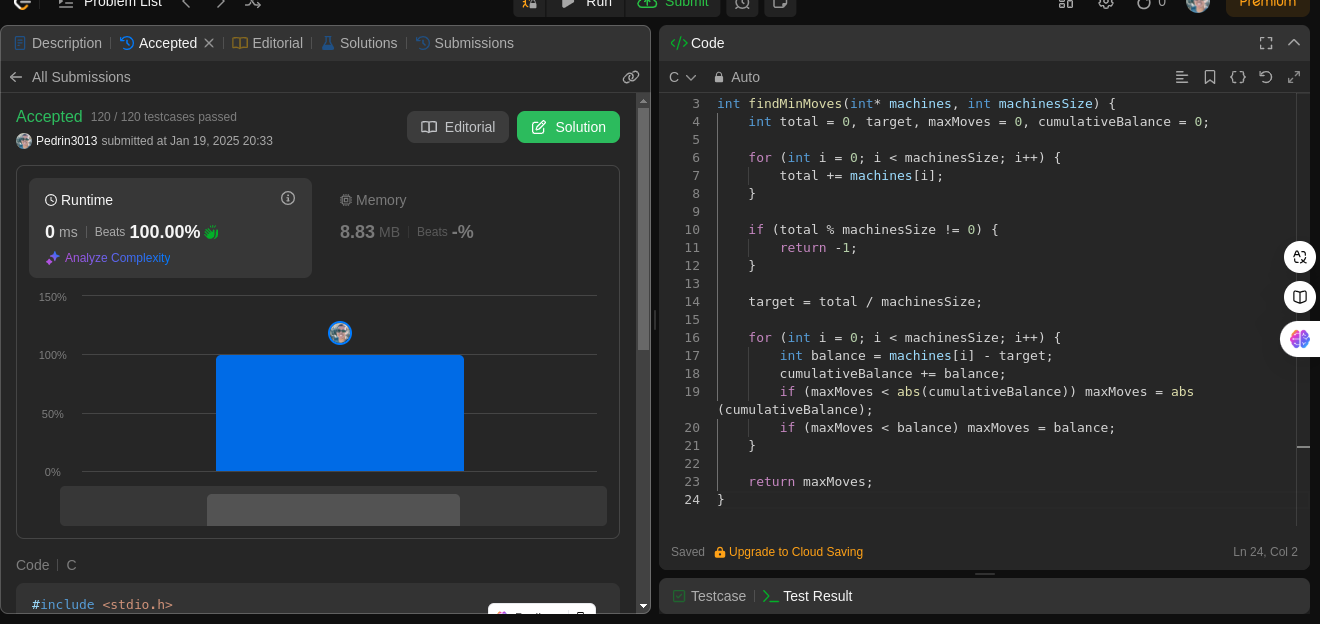 Problem List
Run
Submit
0
Premium
Description
Accepted
Editorial
Solutions
Submissions
All Submissions
Accepted 120 / 120 testcases passed
Pedrin3013 submitted at Jan 19, 2025 20:33
Editorial
Solution
Runtime
0 ms | Beats 100.00%
Analyze Complexity
Memory
8.83 MB | Beats -%
150%
100%
50%
0%
Code | C
#include <stdio.h>
Code
C
Auto
3 int findMinMoves(int* machines, int machinesSize) {
4 int total = 0, target, maxMoves = 0, cumulativeBalance = 0;
5
6 for (int i = 0; i < machinesSize; i++) {
7 total += machines[i];
8 }
9
10 if (total % machinesSize != 0) {
11 return -1;
12 }
13
14 target = total / machinesSize;
15
16 for (int i = 0; i < machinesSize; i++) {
17 int balance = machines[i] - target;
18 cumulativeBalance += balance;
19 if (maxMoves < abs(cumulativeBalance)) maxMoves = abs
(cumulativeBalance);
20 if (maxMoves < balance) maxMoves = balance;
21 }
22
23 return maxMoves;
24 }
Saved
Upgrade to Cloud Saving
Ln 24, Col 2
Testcase
Test Result